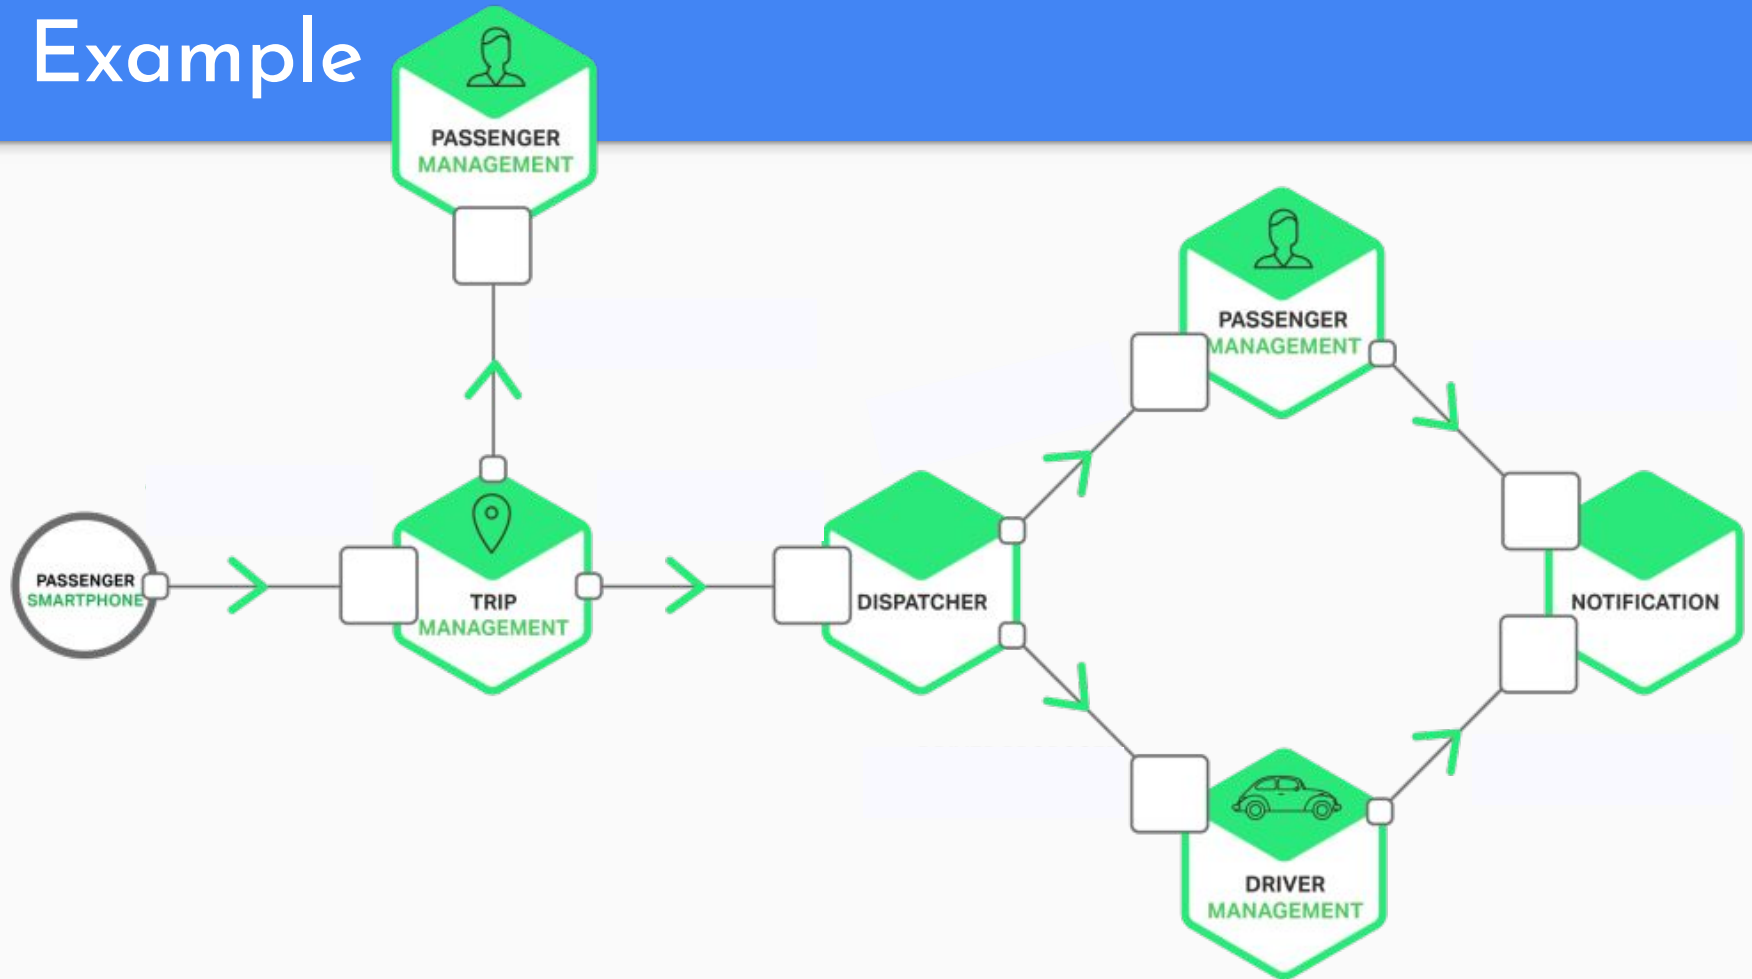 Example
PASSENGER
MANAGEMENT
PASSENGER
MANAGEMENT
PASSENGER
SMARTPHONE
TRIP
MANAGEMENT
DISPATCHER
NOTIFICATION
DRIVER
MANAGEMENT